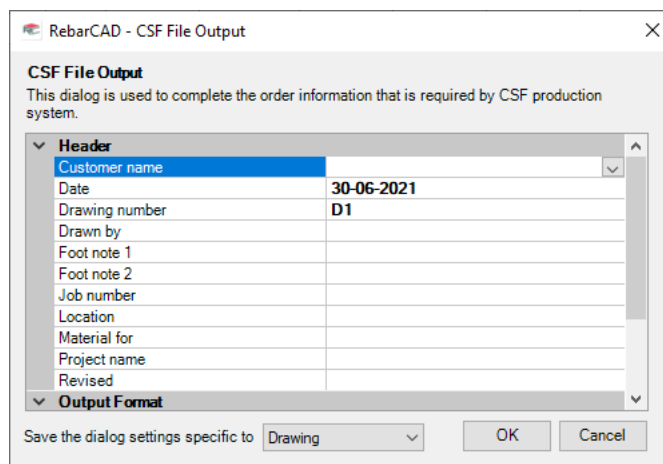 RebarCAD - CSF File Output
CSF File Output
This dialog is used to complete the order information that is required by CSF production
system.
Header
Customer name
Date 30-06-2021
Drawing number D1
Drawn by
Foot note 1
Foot note 2
Job number
Location
Material for
Project name
Revised
Output Format
Save the dialog settings specific to Drawing OK Cancel